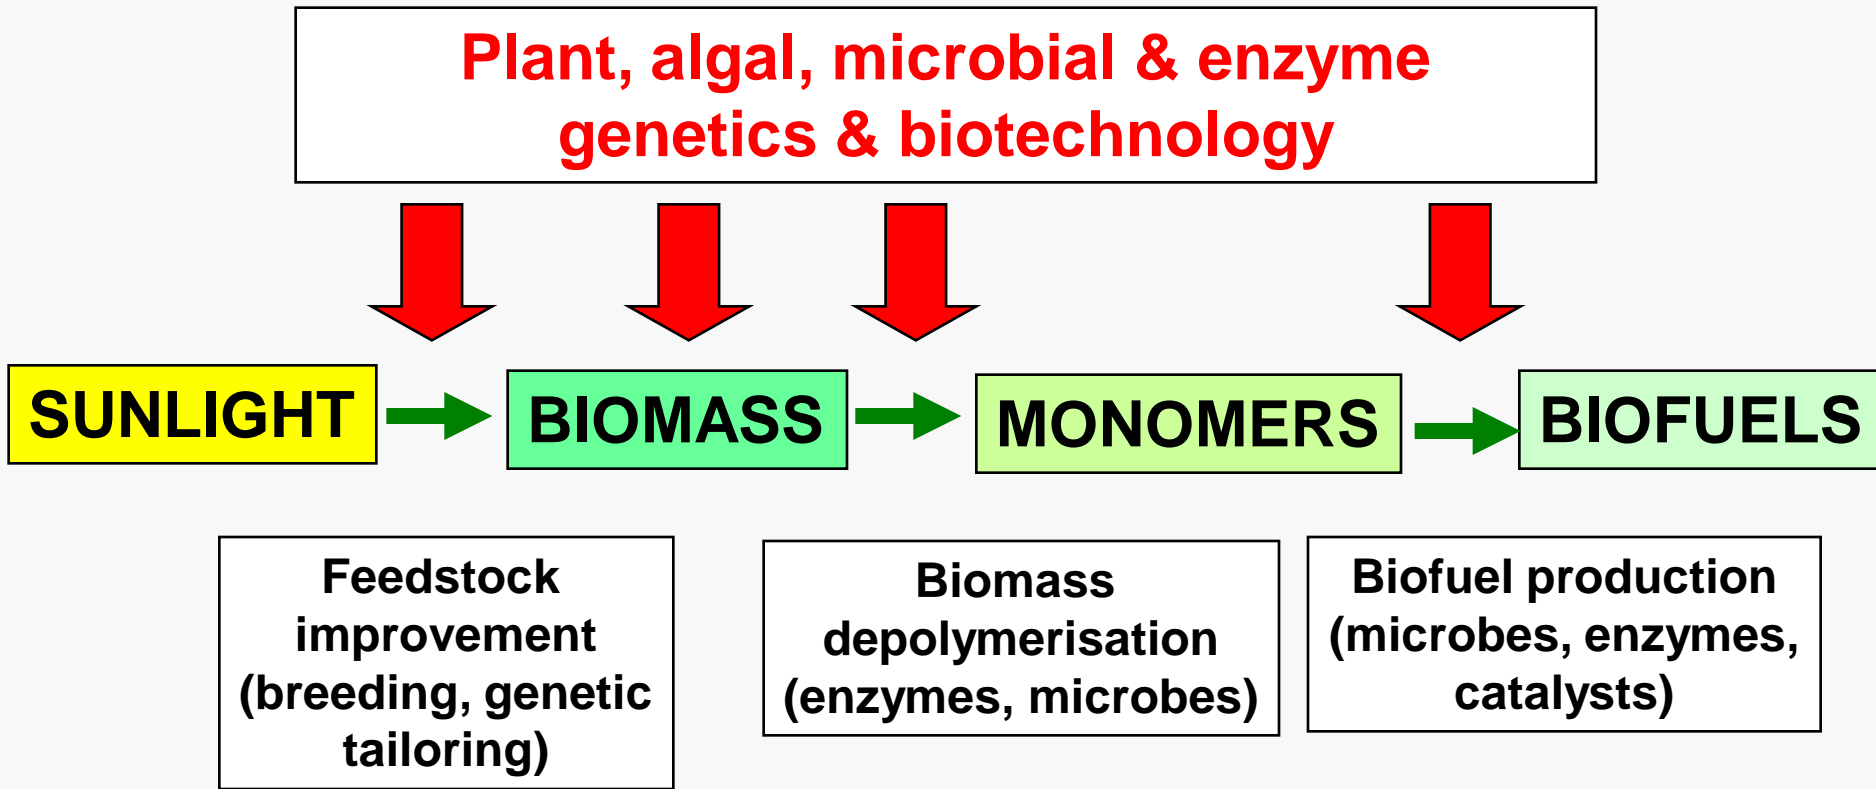 Plant, algal, microbial & enzyme
genetics & biotechnology
SUNLIGHT
BIOMASS
MONOMERS
BIOFUELS
Feedstock
improvement
(breeding, genetic
tailoring)
Biomass
depolymerisation
(enzymes, microbes)
Biofuel production
(microbes, enzymes,
catalysts)